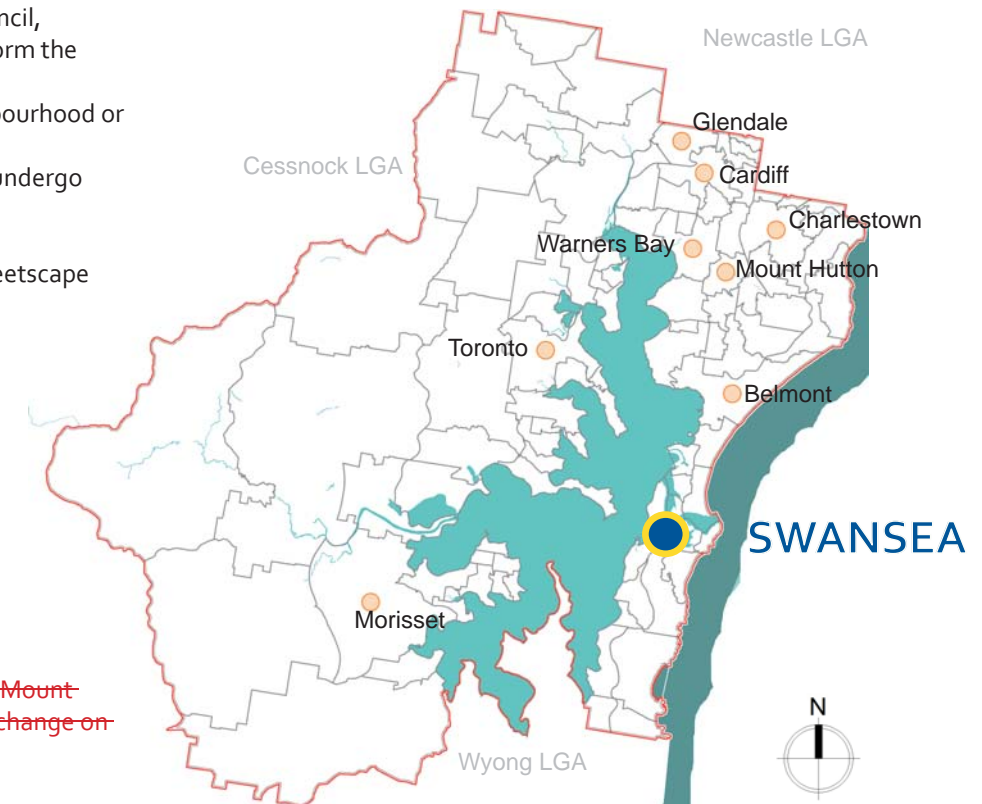 ncil,
orm the
ourhood or
undergo
eetscape
Mount
change on
Newcastle LGA
Glendale
Cessnock LGA
Cardiff
Charlestown
Warners Bay
Mount Hutton
Toronto
Belmont
SWANSEA
Morisset
N
Wyong LGA